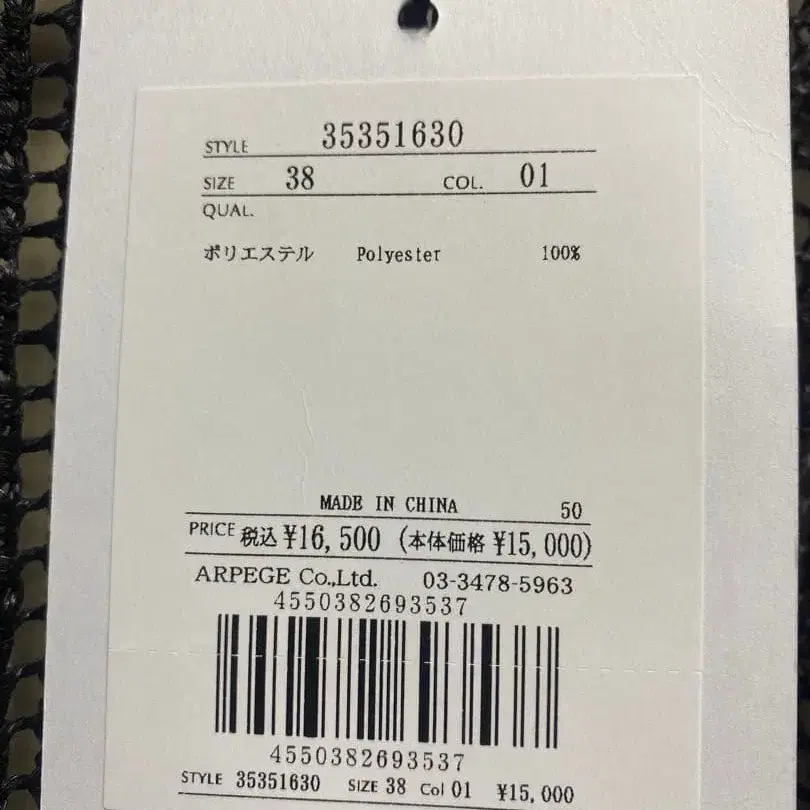 STYLE 35351630
SIZE 38 COL. 01
QUAL.
ポリエステル Polyester 100%
MADE IN CHINA 50
PRICE 税込 ¥16,500 (本体価格 ¥15,000)
ARPEGE Co.,Ltd. 03-3478-5963
4550382693537
4550382693537
STYLE 35351630 SIZE 38 Col 01 ¥15,000